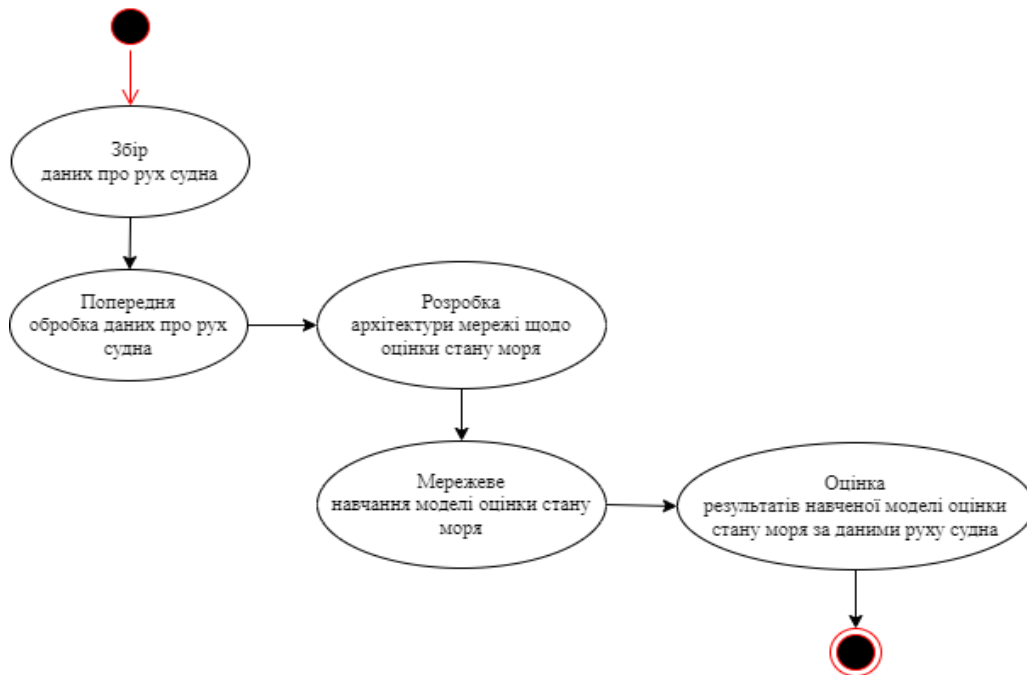 Збір
даних про рух судна
Попередня
обробка даних про рух
судна
Розробка
архітектури мережі щодо
оцінки стану моря
Мережеве
навчання моделі оцінки стану
моря
Оцінка
результатів навченої моделі оцінки
стану моря за даними руху судна